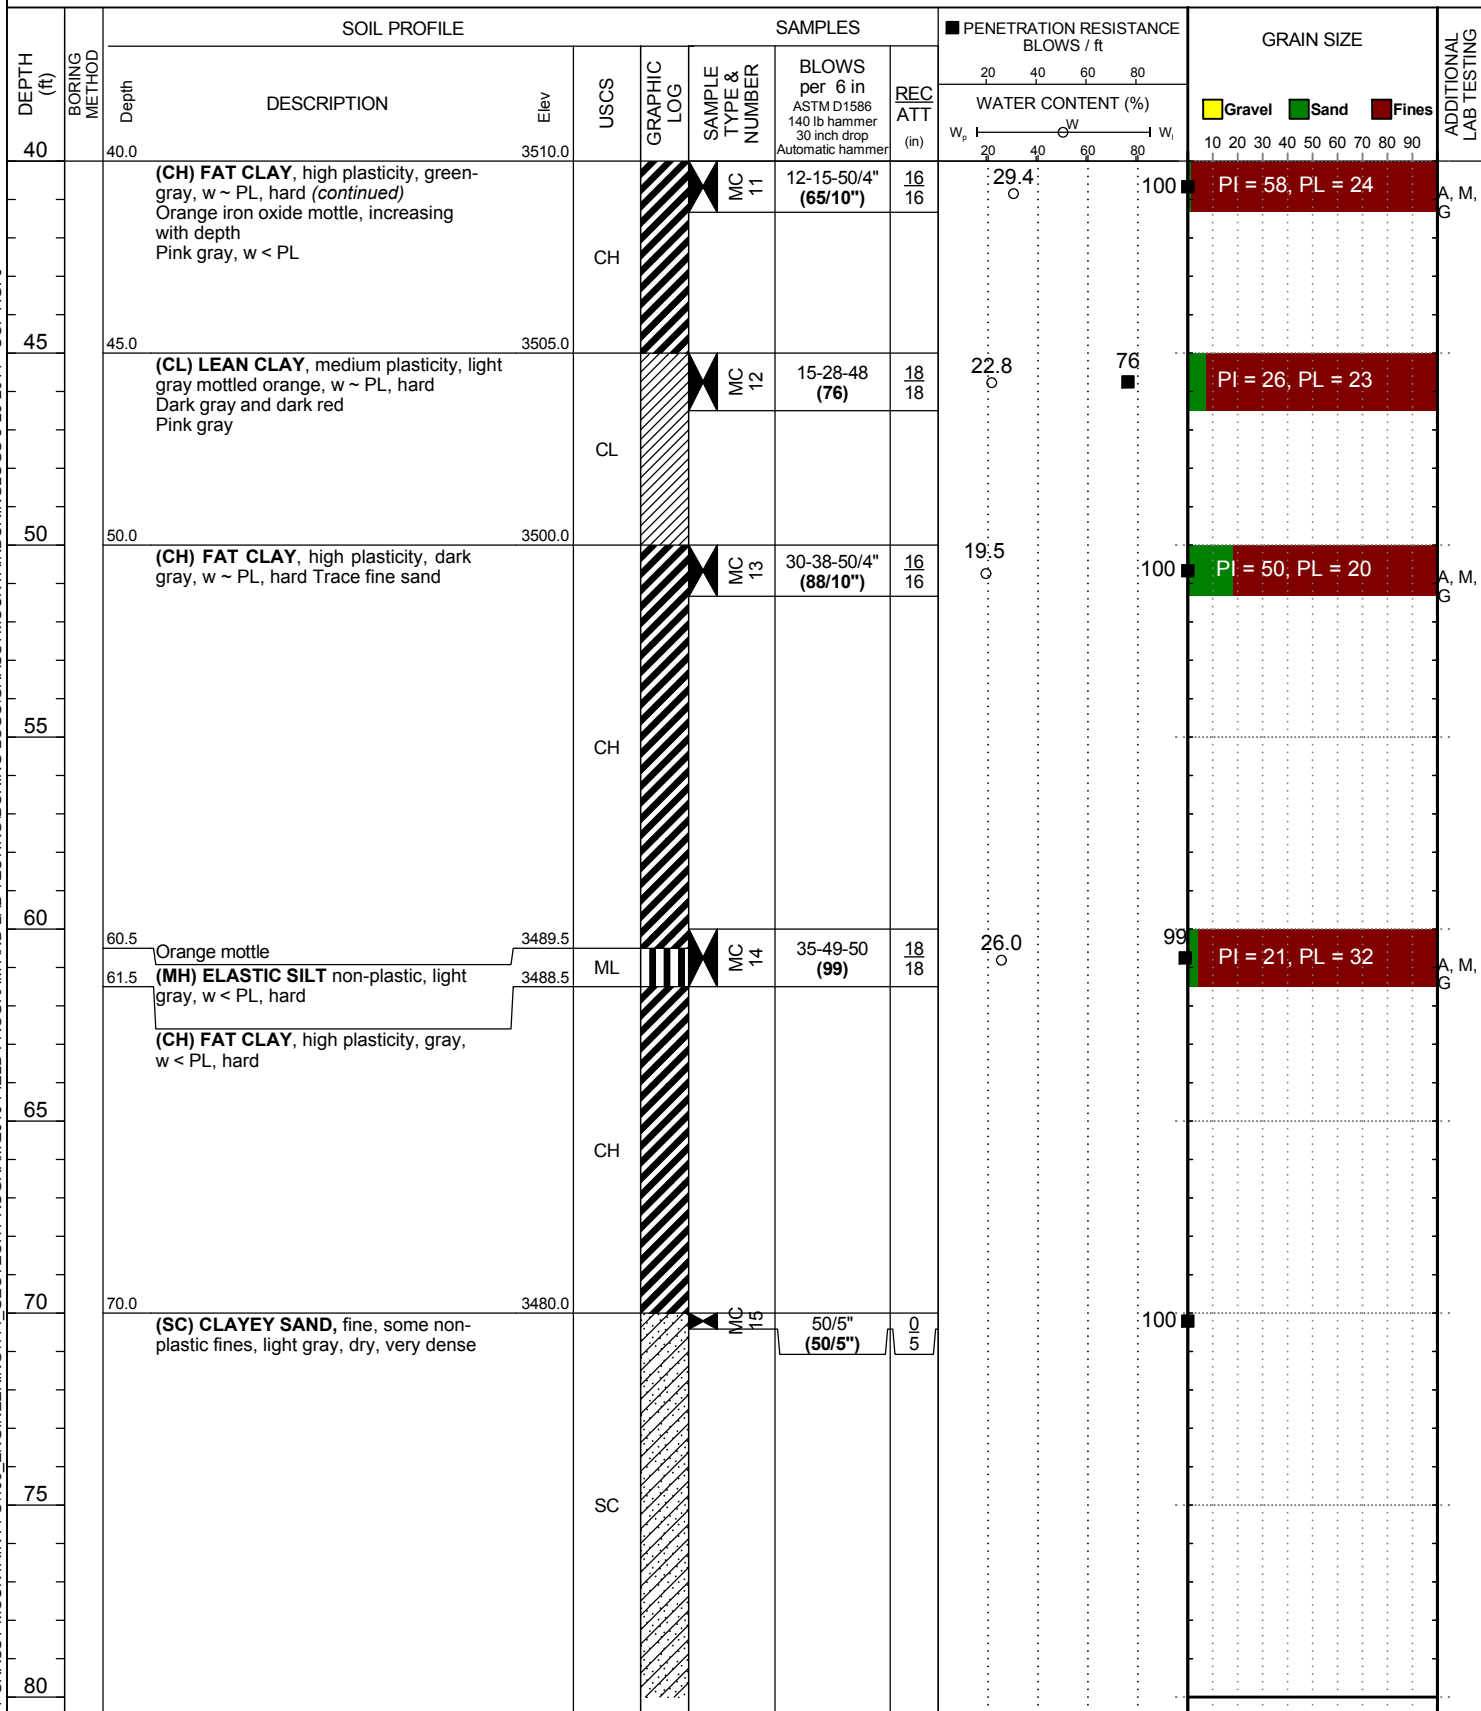 SOIL PROFILE
SAMPLES
■ PENETRATION RESISTANCE
BLOWS / ft
20 40 60 80
WATER CONTENT (%)
Wp W Wl
20 40 60 80
GRAIN SIZE
Gravel Sand Fines
10 20 30 40 50 60 70 80 90
ADDITIONAL
LAB TESTING
DEPTH
(ft)
BORING
METHOD
Depth
DESCRIPTION
Elev
USCS
GRAPHIC
LOG
SAMPLE
TYPE &
NUMBER
BLOWS
per 6 in
ASTM D1586
140 lb hammer
30 inch drop
Automatic hammer
REC
ATT
(in)
40
40.0
3510.0
(CH) FAT CLAY, high plasticity, green-
gray, w ~ PL, hard (continued)
Orange iron oxide mottle, increasing
with depth
Pink gray, w < PL
CH
MC
11
12-15-50/4"
(65/10")
16
16
29.4
100
PI = 58, PL = 24
A, M,
G
45
45.0
3505.0
(CL) LEAN CLAY, medium plasticity, light
gray mottled orange, w ~ PL, hard
Dark gray and dark red
Pink gray
CL
MC
12
15-28-48
(76)
18
18
22.8
76
PI = 26, PL = 23
50
50.0
3500.0
(CH) FAT CLAY, high plasticity, dark
gray, w ~ PL, hard Trace fine sand
CH
MC
13
30-38-50/4"
(88/10")
16
16
19.5
100
PI = 50, PL = 20
A, M,
G
55
60
60.5
3489.5
Orange mottle
61.5
3488.5
(MH) ELASTIC SILT non-plastic, light
gray, w < PL, hard
ML
MC
14
35-49-50
(99)
18
18
26.0
99
PI = 21, PL = 32
A, M,
G
(CH) FAT CLAY, high plasticity, gray,
w < PL, hard
65
CH
70
70.0
3480.0
(SC) CLAYEY SAND, fine, some non-
plastic fines, light gray, dry, very dense
SC
MC
15
50/5"
(50/5")
0
5
100
75
80